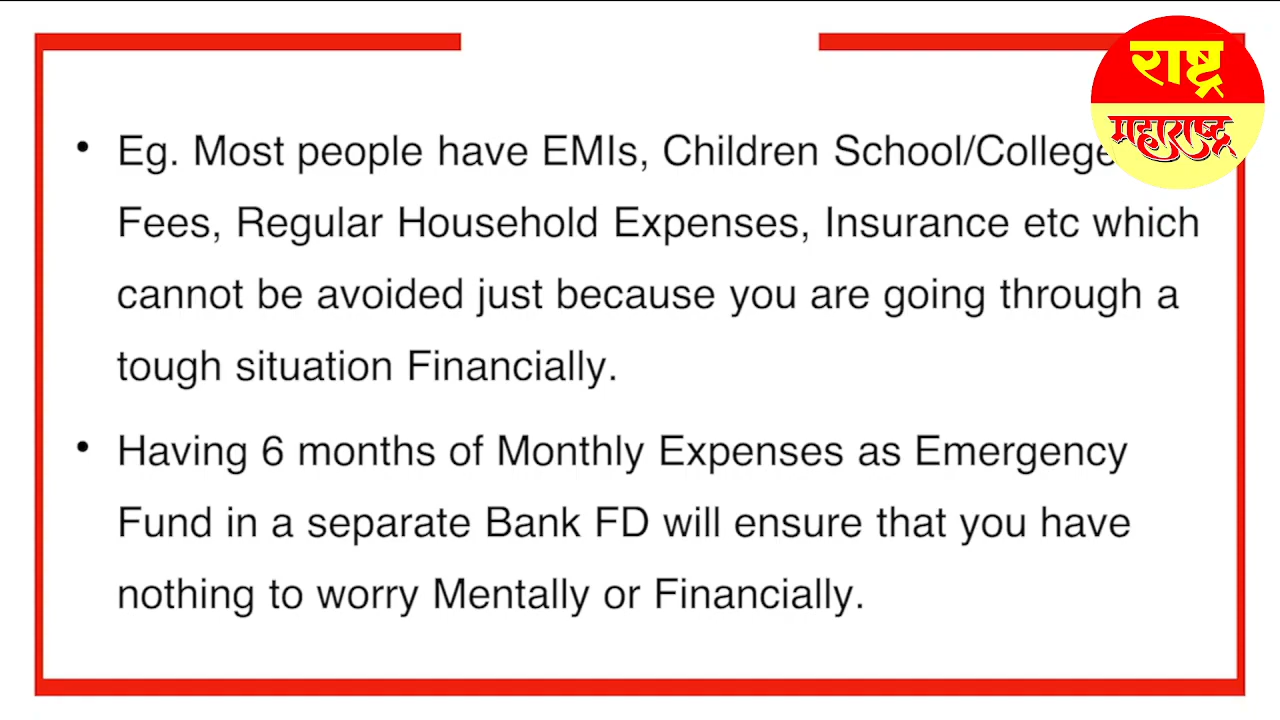 राष्ट्र
महाराष्ट्र
• Eg. Most people have EMIs, Children School/College
Fees, Regular Household Expenses, Insurance etc which
cannot be avoided just because you are going through a
tough situation Financially.
• Having 6 months of Monthly Expenses as Emergency
Fund in a separate Bank FD will ensure that you have
nothing to worry Mentally or Financially.